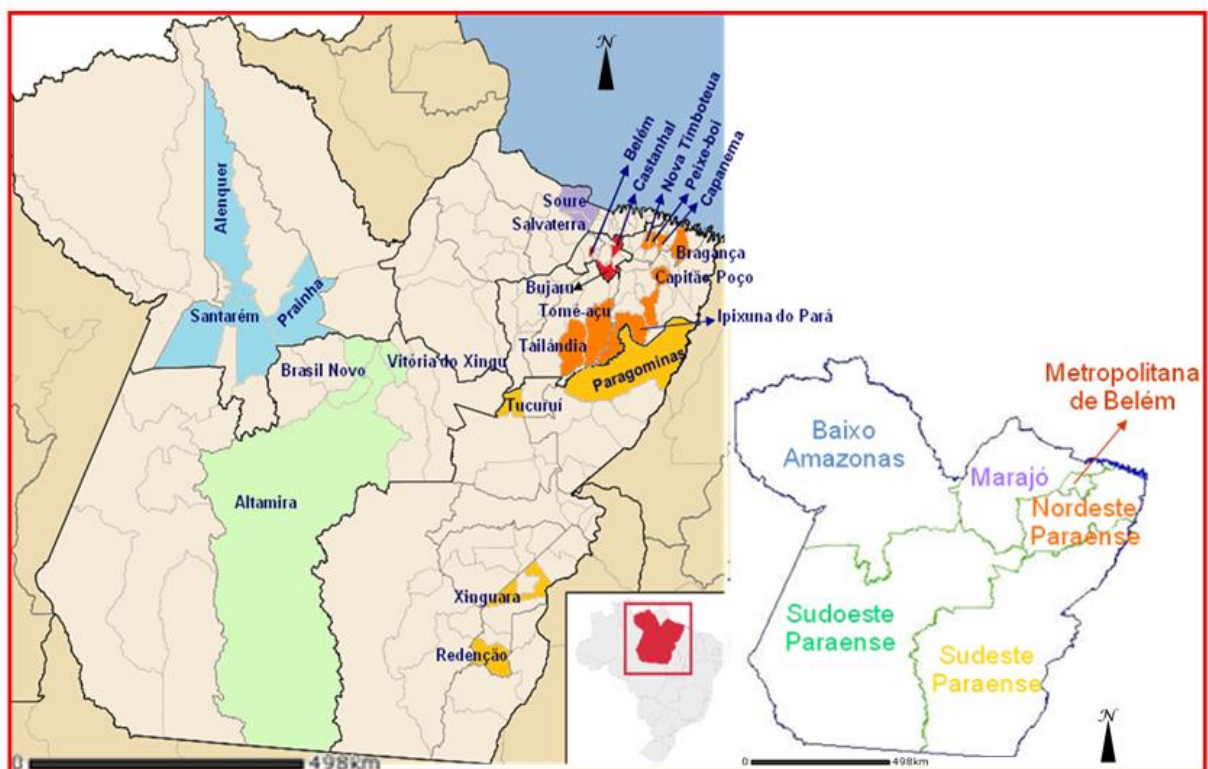 N
Belém
Castanhal
Nova Timboteua
Peixe-boi
Capanema
Alenquer
Soure
Salvaterra
Bragança
Capitão Poço
Bujaru
Tomé-açu
Ipixuna do Pará
Santarém
Prainha
Tailândia
Brasil Novo
Vitória do Xingu
Paragominas
Tucuruí
Altamira
Xinguara
Redenção
0 498km
Metropolitana
de Belém
Baixo
Amazonas
Marajó
Nordeste
Paraense
Sudoeste
Paraense
Sudeste
Paraense
N
0 498km